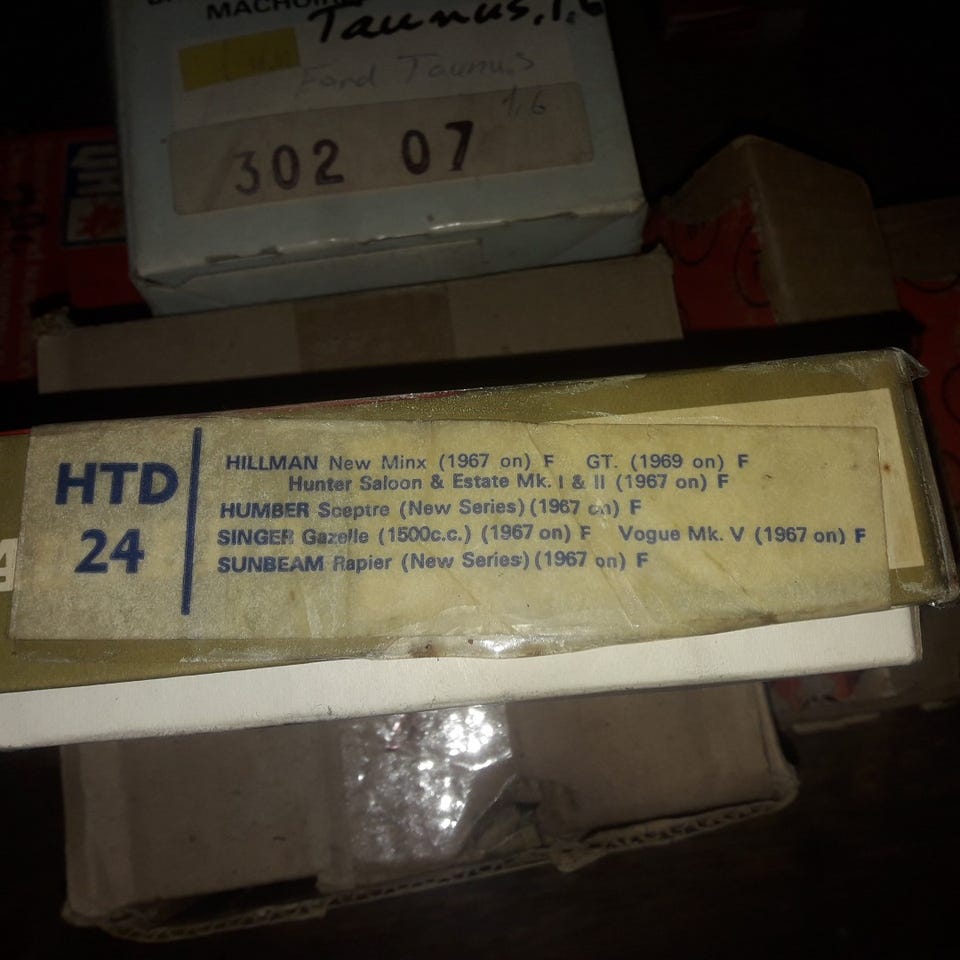 Taunus 1.6
Ford Taunus
1.6
302 07
HTD
24
HILLMAN New Minx (1967 on) F GT. (1969 on) F
Hunter Saloon & Estate Mk. I & II (1967 on) F
HUMBER Sceptre (New Series) (1967 on) F
SINGER Gazelle (1500c.c.) (1967 on) F Vogue Mk. V (1967 on) F
SUNBEAM Rapier (New Series) (1967 on) F